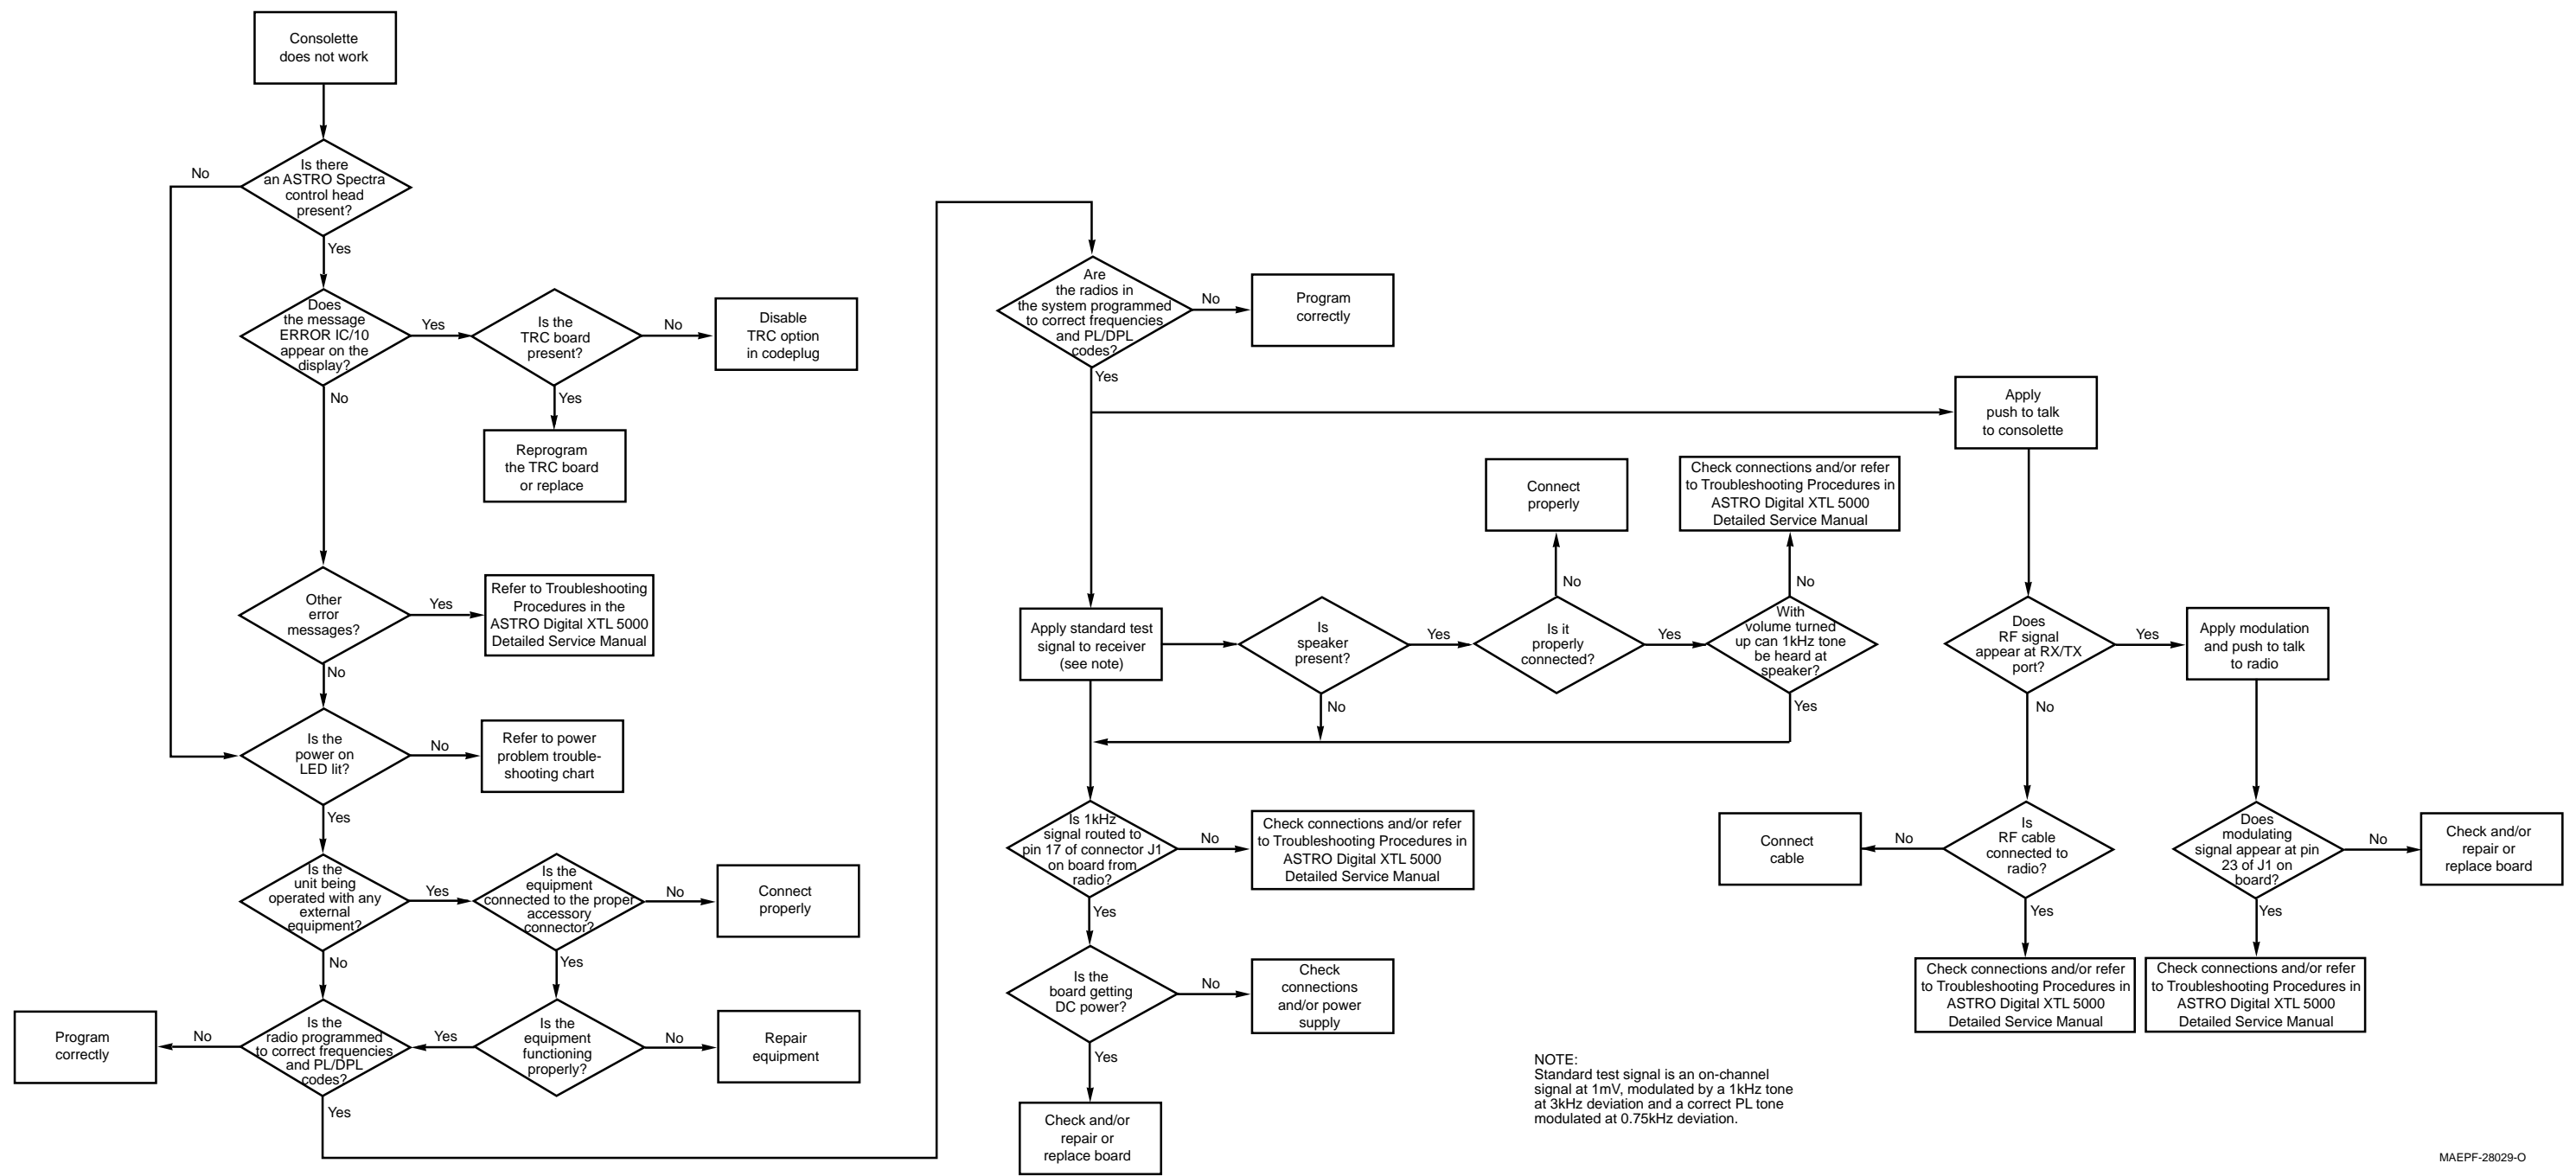 Consolette
does not work
Is there
an ASTRO Spectra
control head
present?
No
Yes
Does
the message
ERROR IC/10
appear on the
display?
Yes
No
Is the
TRC board
present?
No
Yes
Disable
TRC option
in codeplug
Reprogram
the TRC board
or replace
Other
error
messages?
Yes
No
Refer to Troubleshooting
Procedures in the
ASTRO Digital XTL 5000
Detailed Service Manual
Is the
power on
LED lit?
No
Yes
Refer to power
problem trouble-
shooting chart
Is the
unit being
operated with any
external
equipment?
Yes
No
Is the
equipment
connected to the proper
accessory
connector?
No
Yes
Connect
properly
Is the
equipment
functioning
properly?
No
Yes
Repair
equipment
Is the
radio programmed
to correct frequencies
and PL/DPL
codes?
No
Yes
Program
correctly
Are
the radios in
the system programmed
to correct frequencies
and PL/DPL
codes?
No
Yes
Program
correctly
Apply standard test
signal to receiver
(see note)
Is
speaker
present?
Yes
No
Is it
properly
connected?
No
Yes
Connect
properly
With
volume turned
up can 1kHz tone
be heard at
speaker?
No
Yes
Check connections and/or refer
to Troubleshooting Procedures in
ASTRO Digital XTL 5000
Detailed Service Manual
Is 1kHz
signal routed to
pin 17 of connector J1
on board from
radio?
No
Yes
Check connections and/or refer
to Troubleshooting Procedures in
ASTRO Digital XTL 5000
Detailed Service Manual
Is the
board getting
DC power?
No
Yes
Check
connections
and/or power
supply
Check and/or
repair or
replace board
Apply
push to talk
to consolette
Does
RF signal
appear at RX/TX
port?
Yes
No
Apply modulation
and push to talk
to radio
Is
RF cable
connected to
radio?
No
Yes
Connect
cable
Check connections and/or refer
to Troubleshooting Procedures in
ASTRO Digital XTL 5000
Detailed Service Manual
Does
modulating
signal appear at pin
23 of J1 on
board?
No
Yes
Check and/or
repair or
replace board
Check connections and/or refer
to Troubleshooting Procedures in
ASTRO Digital XTL 5000
Detailed Service Manual
NOTE:
Standard test signal is an on-channel
signal at 1mV, modulated by a 1kHz tone
at 3kHz deviation and a correct PL tone
modulated at 0.75kHz deviation.
MAEPF-28029-O